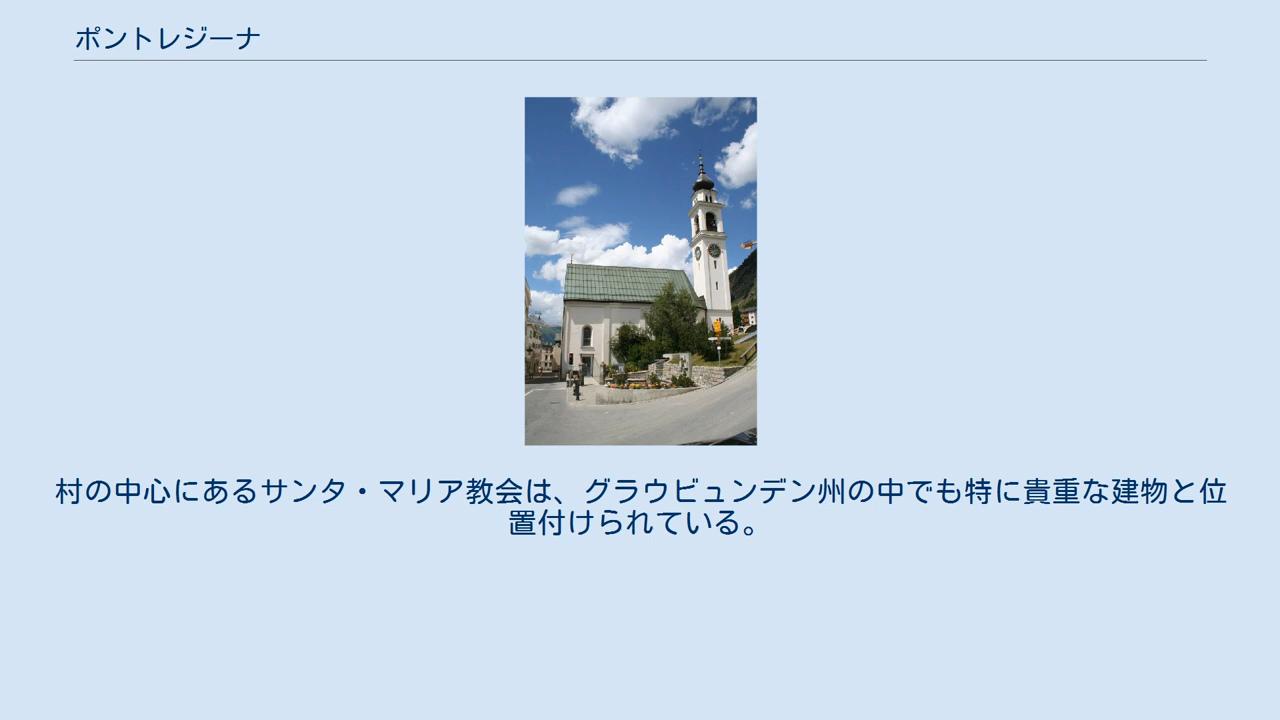 ポントレジーナ
村の中心にあるサンタ・マリア教会は、グラウビュンデン州の中でも特に貴重な建物と位
置付けられている。